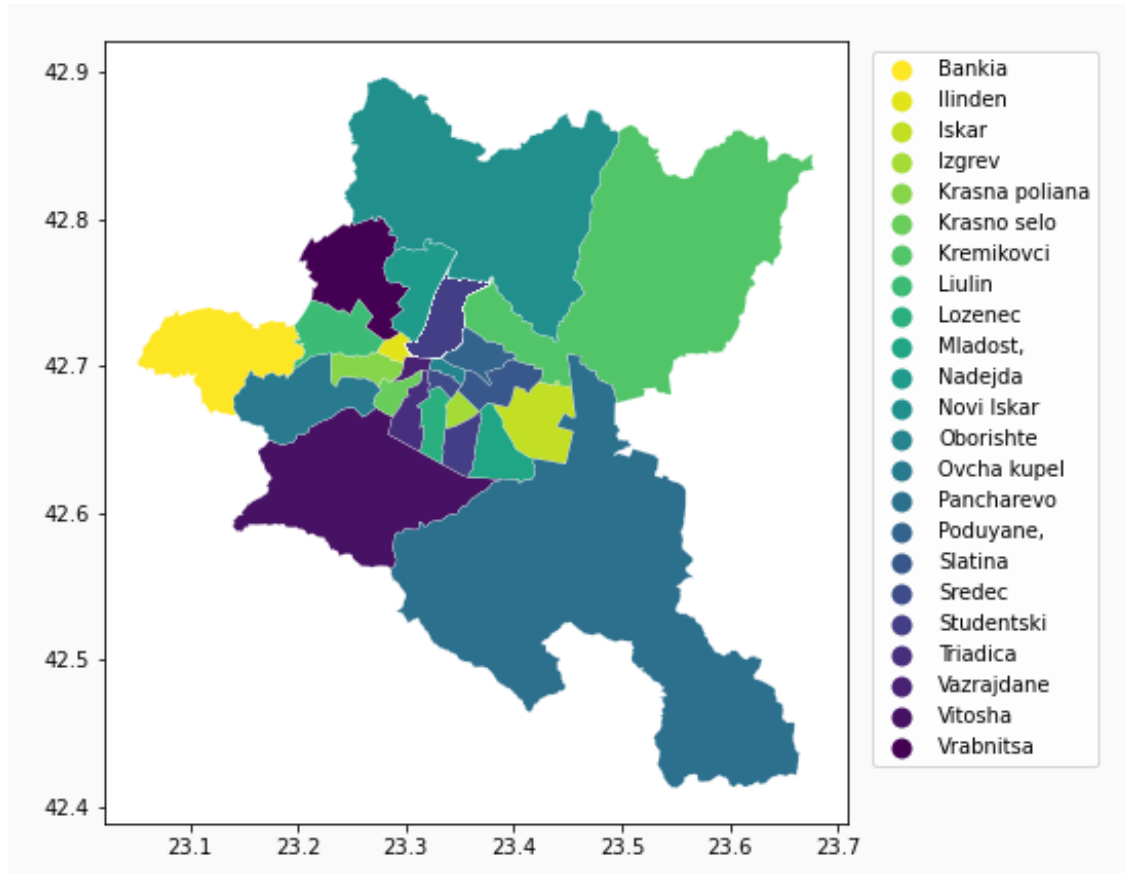 42.9
42.8
42.7
42.6
42.5
42.4
23.1 23.2 23.3 23.4 23.5 23.6 23.7
Bankia
Ilinden
Iskar
Izgrev
Krasna poliana
Krasno selo
Kremikovci
Liulin
Lozenec
Mladost,
Nadejda
Novi Iskar
Oborishte
Ovcha kupel
Pancharevo
Poduyane,
Slatina
Sredec
Studentski
Triadica
Vazrajdane
Vitosha
Vrabnitsa